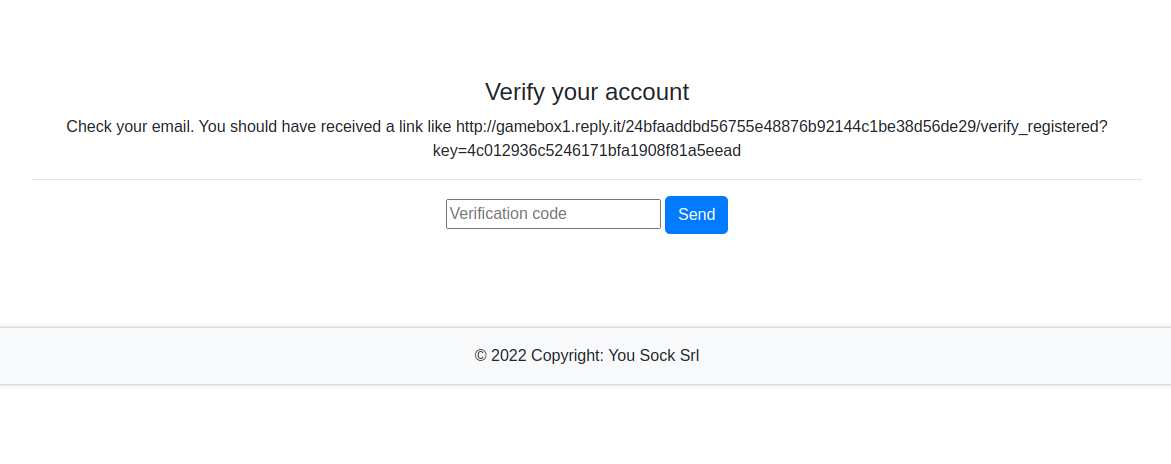 Verify your account
Check your email. You should have received a link like http://gamebox1.reply.it/24bfaaddbd56755e48876b92144c1be38d56de29/verify_registered?
key=4c012936c5246171bfa1908f81a5eead
Verification code Send
© 2022 Copyright: You Sock Srl